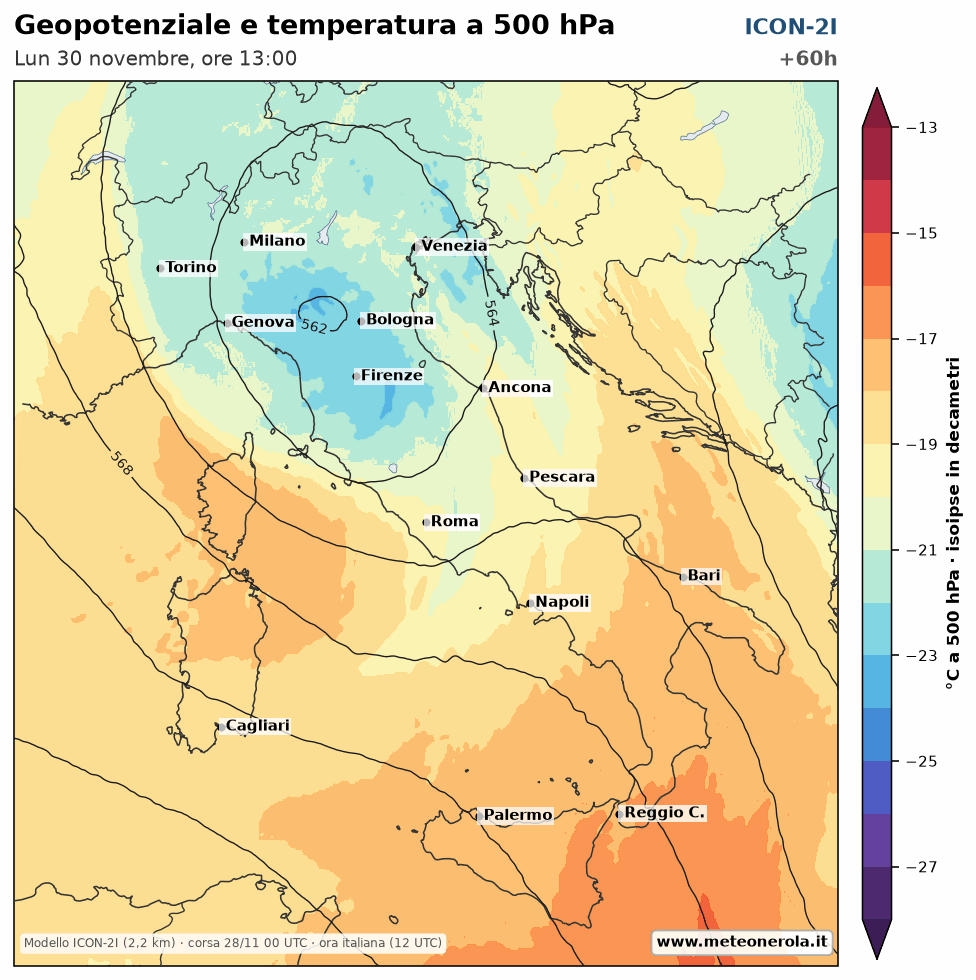 Geopotenziale e temperatura a 500 hPa
ICON-2I
Lun 30 novembre, ore 13:00
+60h
Milano
Venezia
Torino
Genova
562
Bologna
564
Firenze
Ancona
568
Pescara
Roma
Bari
Napoli
Cagliari
Palermo
Reggio C.
Modello ICON-2I (2,2 km) · corsa 28/11 00 UTC · ora italiana (12 UTC)
www.meteonerola.it
−13
−15
−17
−19
−21
−23
−25
−27
°C a 500 hPa · isoipse in decametri